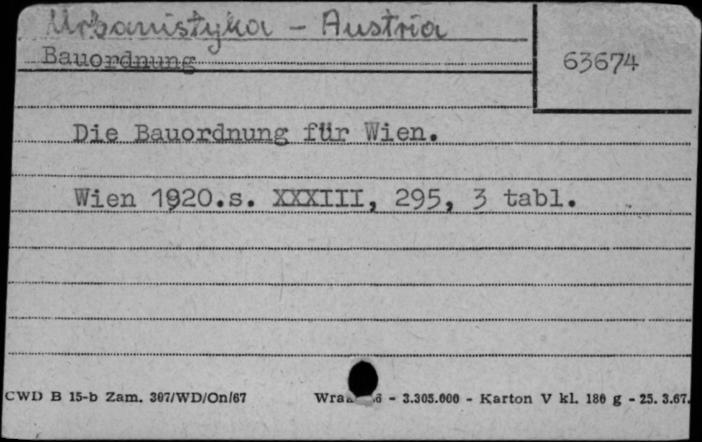 Urbanistyka - Austria
Bauordnung
63674
Die Bauordnung für Wien.
Wien 1920.s. XXXIII, 295, 3 tabl.
CWD B 15-b Zam. 307/WD/On/67
- 3.305.000 - Karton V kl. 180 g - 25. 3.67.